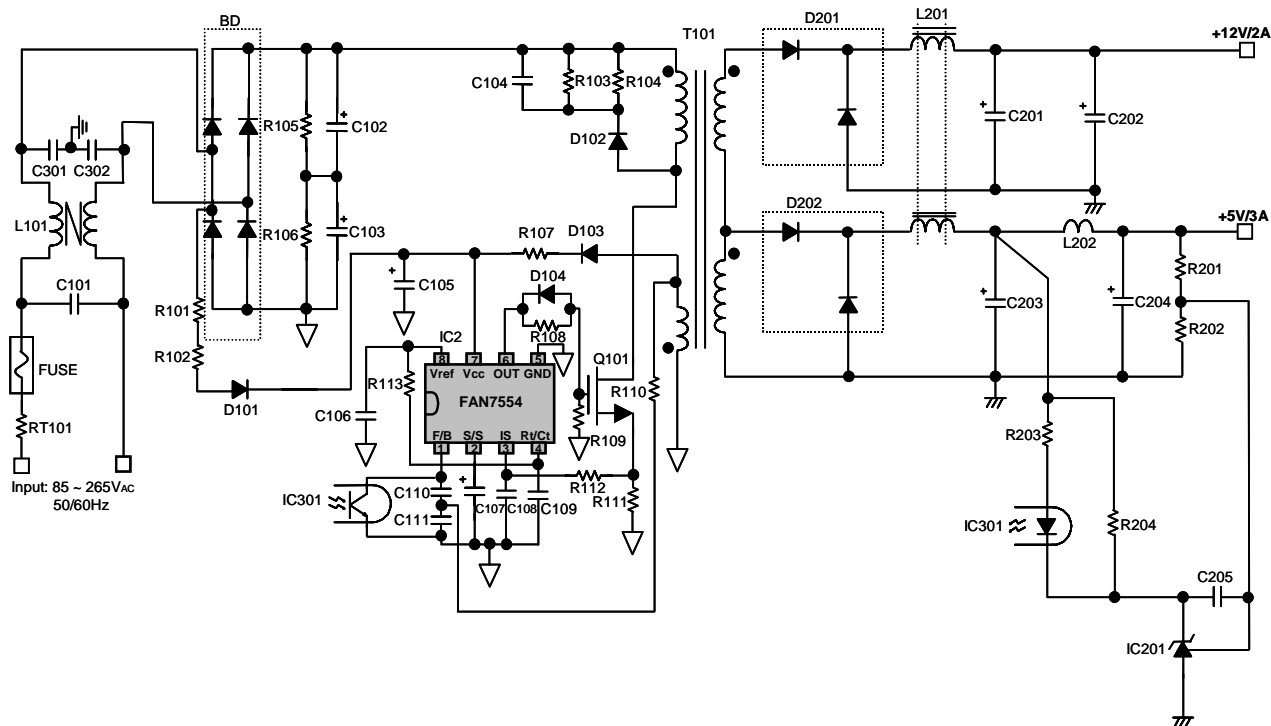 BD
T101
D201
L201
+12V/2A
C104
R103
R104
R105
C102
D102
C201
C202
C301
C302
L101
R106
C103
D202
+5V/3A
R107
D103
L202
C101
C105
D104
R201
R101
R108
C203
C204
R202
IC2
R102
FUSE
8
7
6
5
Q101
Vref
Vcc
OUT
GND
R113
R110
D101
FAN7554
C106
RT101
F/B
S/S
IS
Rt/Ct
R109
R203
1
2
3
4
Input: 85 ~ 265VAC
50/60Hz
R112
IC301
C110
C107
C108
C109
R111
C111
IC301
R204
C205
IC201